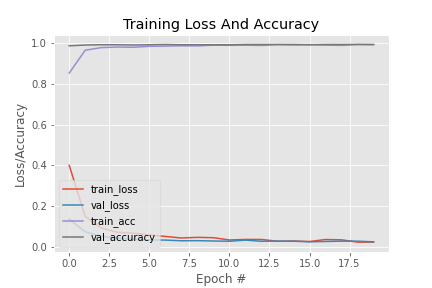 Training Loss And Accuracy
Loss/Accuracy
1.0
0.8
0.6
0.4
0.2
0.0
train_loss
val_loss
train_acc
val_accuracy
0.0 2.5 5.0 7.5 10.0 12.5 15.0 17.5
Epoch #